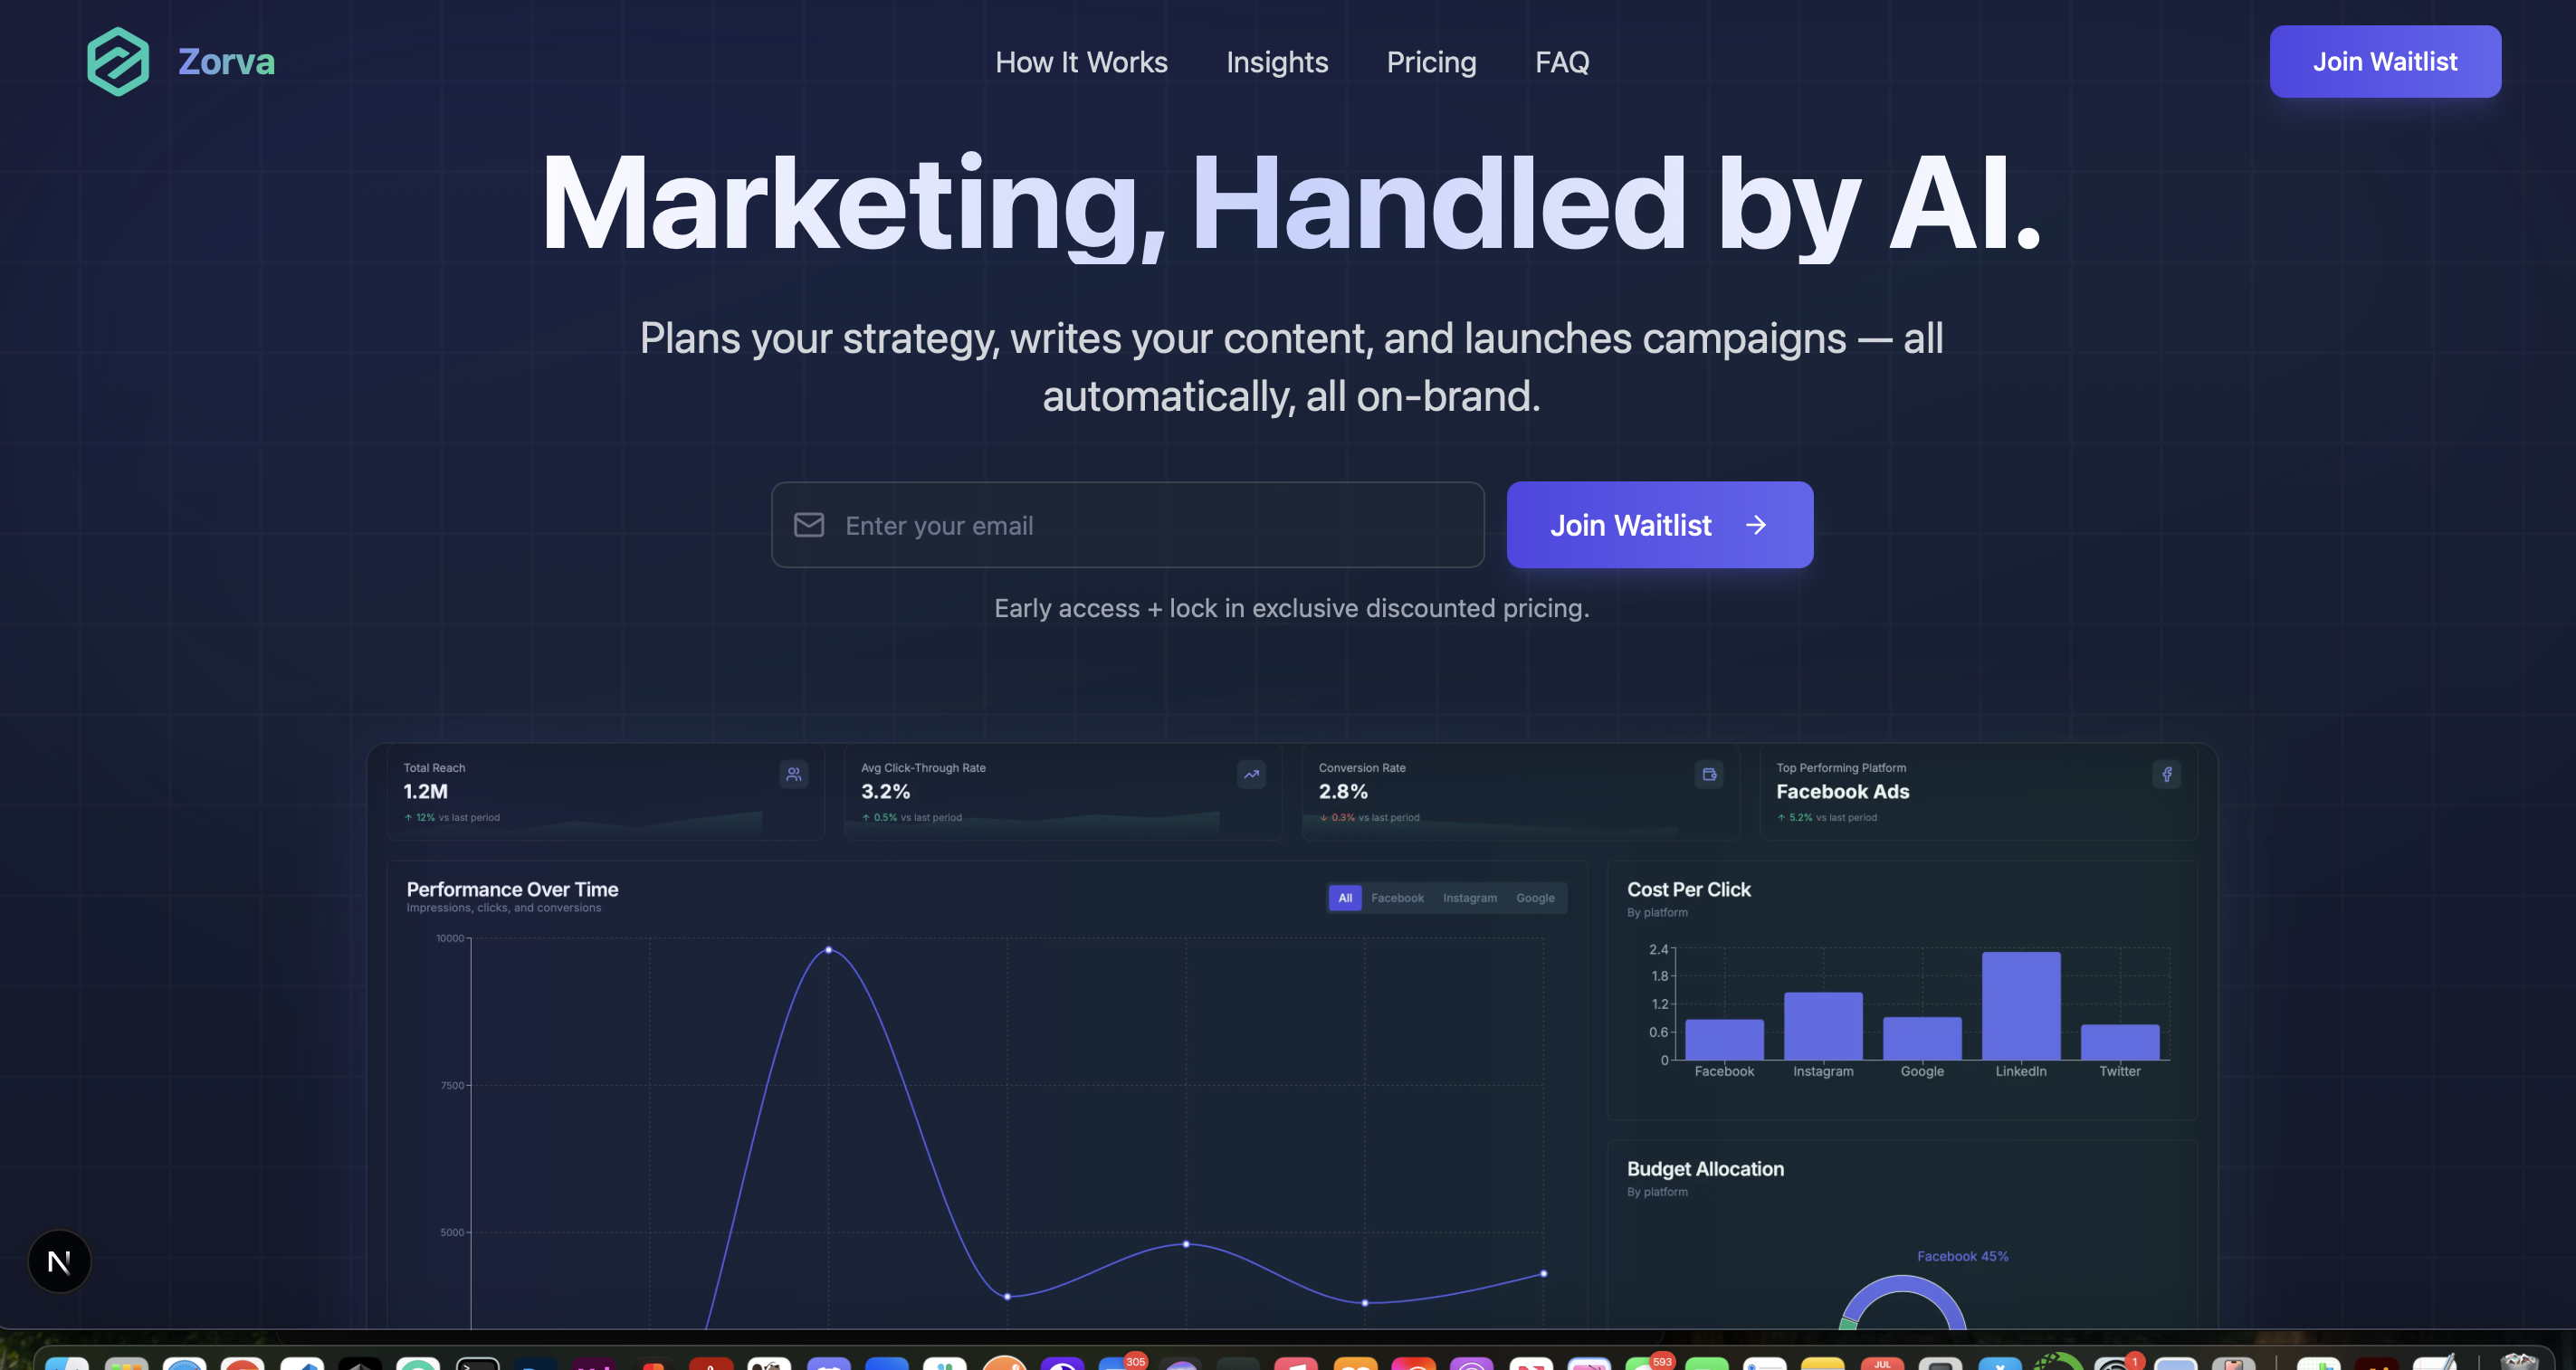 Zorva
How It Works
Insights
Pricing
FAQ
Join Waitlist
Marketing, Handled by AI.
Plans your strategy, writes your content, and launches campaigns — all
automatically, all on-brand.
Enter your email
Join Waitlist →
Early access + lock in exclusive discounted pricing.
Total Reach
1.2M
↑ 12% vs last period
Avg Click-Through Rate
3.2%
↑ 0.5% vs last period
Conversion Rate
2.8%
↓ 0.3% vs last period
Top Performing Platform
Facebook Ads
↑ 5.2% vs last period
Performance Over Time
Impressions, clicks, and conversions
All
Facebook
Instagram
Google
10000
7500
5000
Cost Per Click
By platform
2.4
1.8
1.2
0.6
0
Facebook
Instagram
Google
LinkedIn
Twitter
Budget Allocation
By platform
Facebook 45%
N
305
593
JUL
1